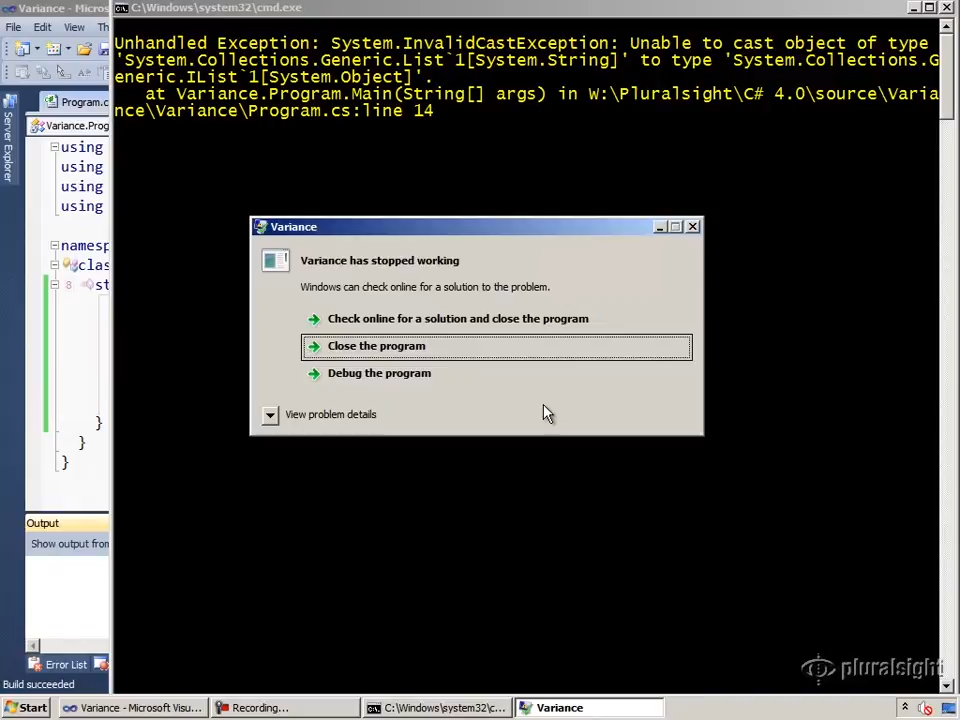 Variance - Microsof
C:\Windows\system32\cmd.exe
File Edit View Th
Unhandled Exception: System.InvalidCastException: Unable to cast object of type
'System.Collections.Generic.List`1[System.String]' to type 'System.Collections.G
eneric.IList`1[System.Object]'.
at Variance.Program.Main(String[] args) in W:\Pluralsight\C# 4.0\source\Varia
nce\Variance\Program.cs:line 14
Program.c
Variance.Prog
Server Explorer
using
using
using
using
namesp
clas
st
}
}
}
Variance
Variance has stopped working
Windows can check online for a solution to the problem.
Check online for a solution and close the program
Close the program
Debug the program
View problem details
Output
Show output from
Error List
Build succeeded
pluralsight
Start
Variance - Microsoft Visu...
Recording...
C:\Windows\system32\c...
Variance